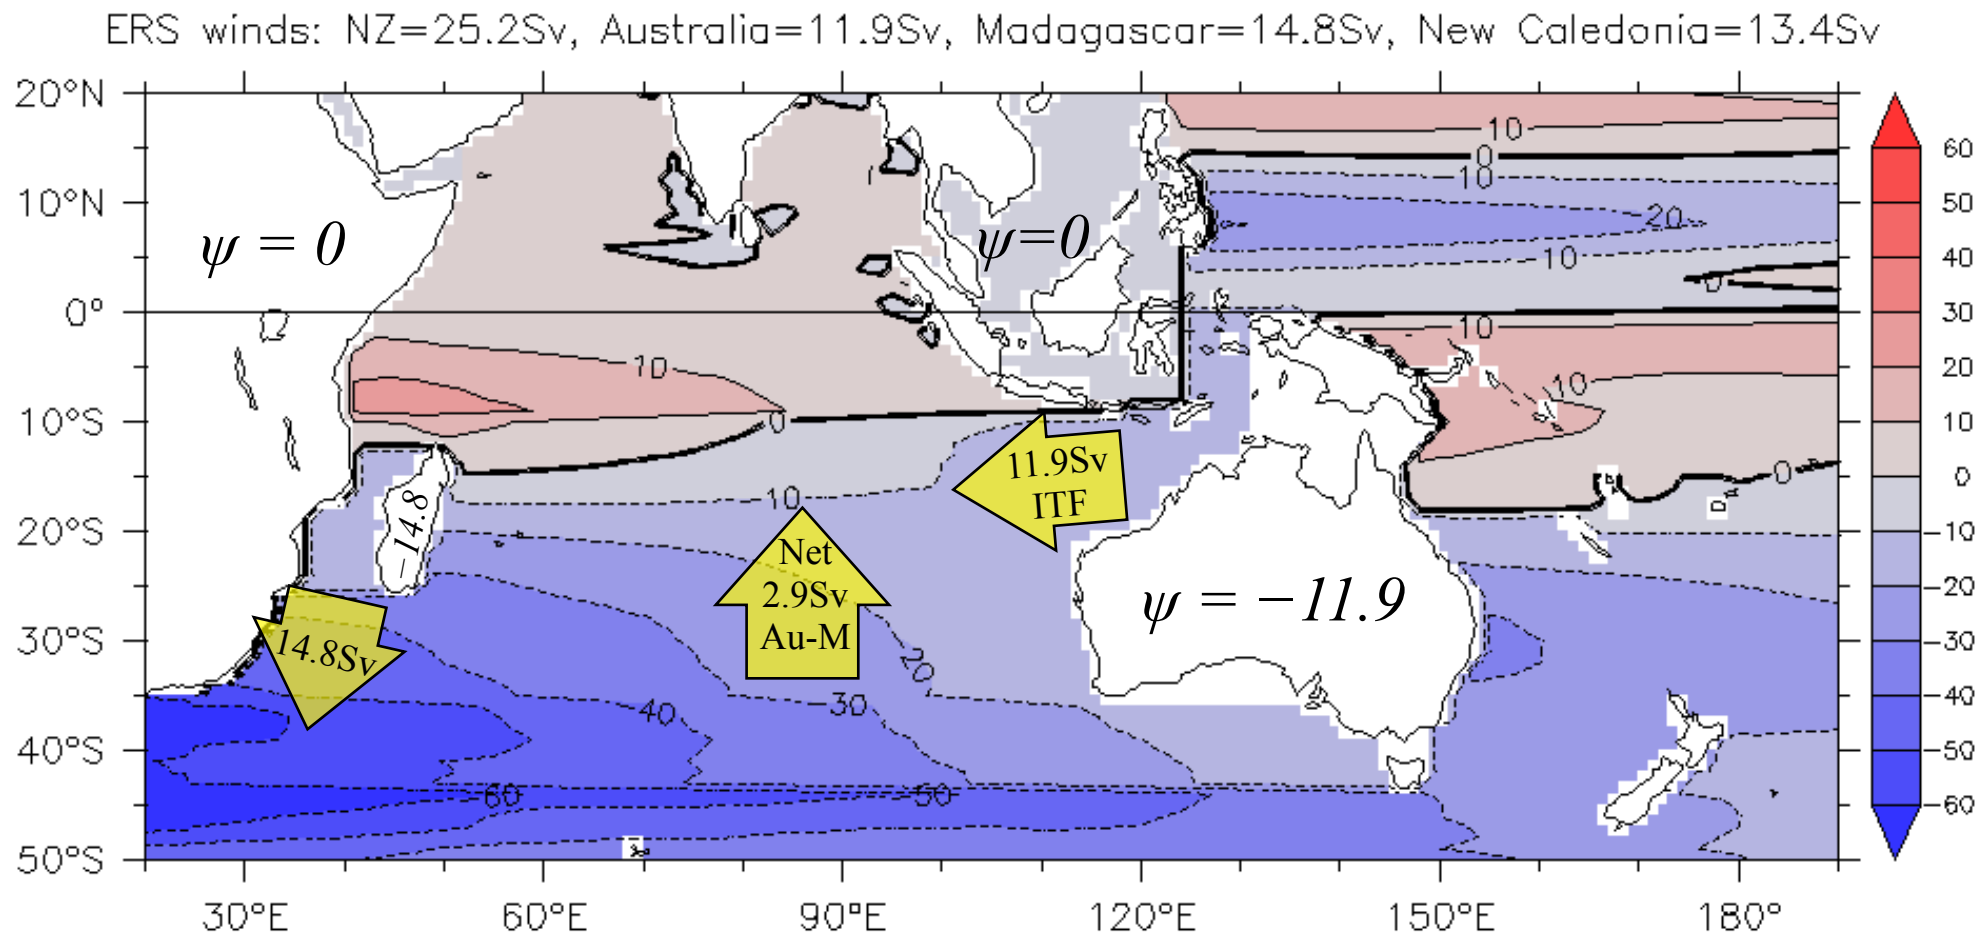 ERS winds: NZ=25.2Sv, Australia=11.9Sv, Madagascar=14.8Sv, New Caledonia=13.4Sv
20°N
10°N
0°
10°S
20°S
30°S
40°S
50°S
ψ = 0
ψ=0
10
0
-10
-20
10
0
10
10
10
0
0
10
11.9Sv
ITF
-14.8
Net
2.9Sv
Au-M
14.8Sv
ψ = −11.9
20
-30
-40
-60
-50
60
50
40
30
20
10
0
-10
-20
-30
-40
-50
-60
30°E
60°E
90°E
120°E
150°E
180°